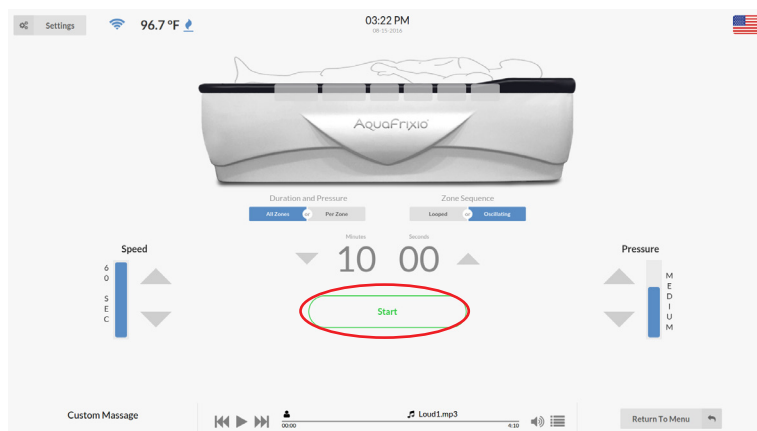 Settings
96.7 °F
03:22 PM
08-15-2016
AquaFrixio
Duration and Pressure
Zone Sequence
All Zones or Per Zone
Looped or Oscillating
Minutes
Seconds
10 00
Speed
60 SEC
Start
Pressure
MEDIUM
Custom Massage
00:00
Loud1.mp3
4:10
Return To Menu